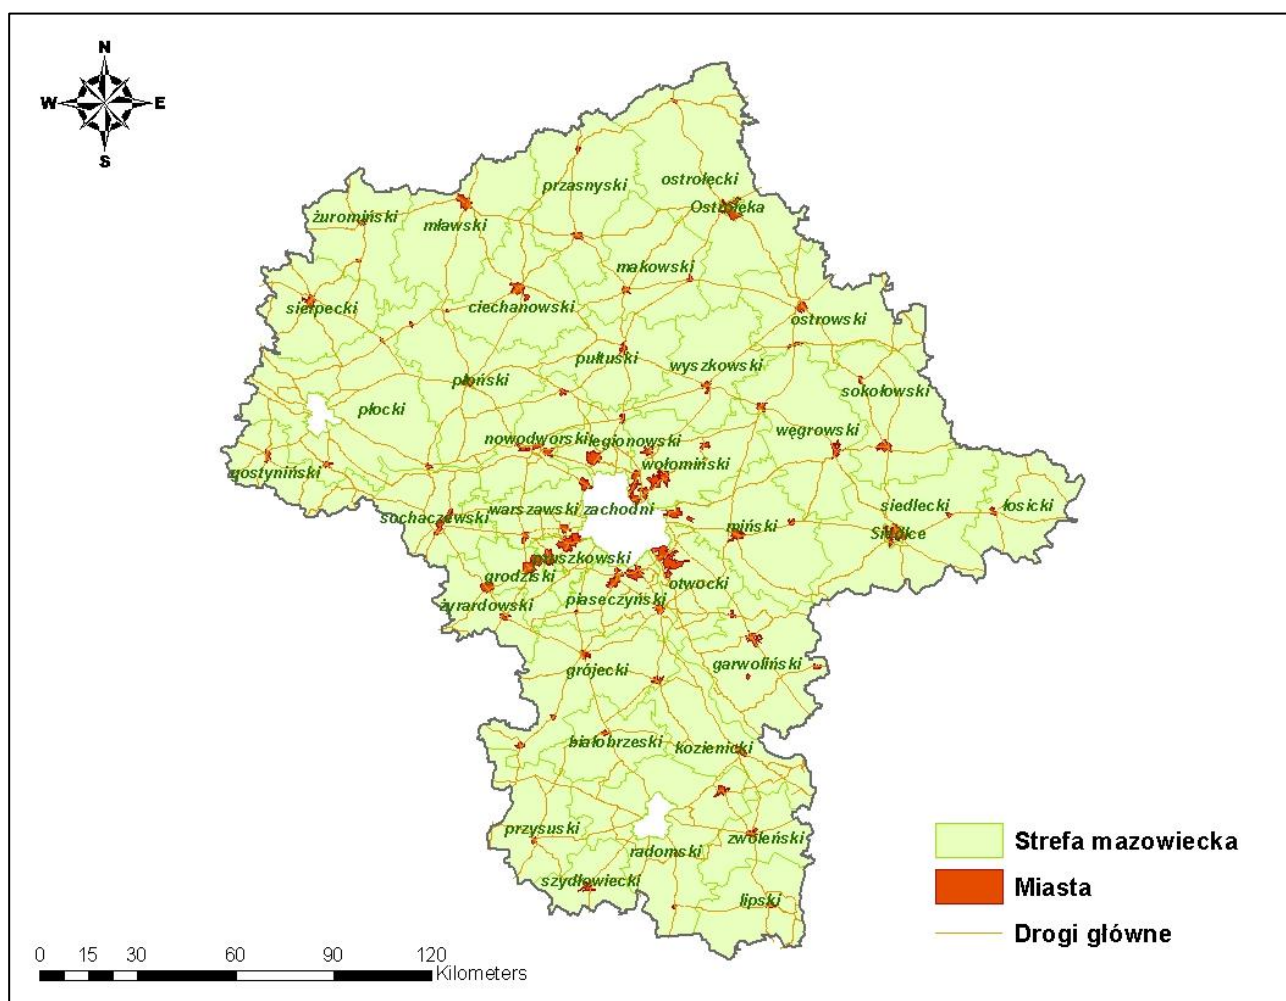 N
W E
S
ostrołęcki
przasnyski
Ostrołęka
żuromiński
mławski
makowski
ciechanowski
sierpecki
ostrowski
pułtuski
wyszkowski
płoński
sokołowski
płocki
węgrowski
nowodworski legionowski
wołomiński
gostyniński
siedlecki
łosicki
warszawski zachodni
sochaczewski
miński
Siedlce
pruszkowski
grodziski
otwocki
piaseczyński
żyrardowski
garwoliński
grójecki
białobrzeski
kozienicki
przysuski
zwoleński
radomski
szydłowiecki
lipski
Strefa mazowiecka
Miasta
Drogi główne
0 15 30 60 90 120
Kilometers